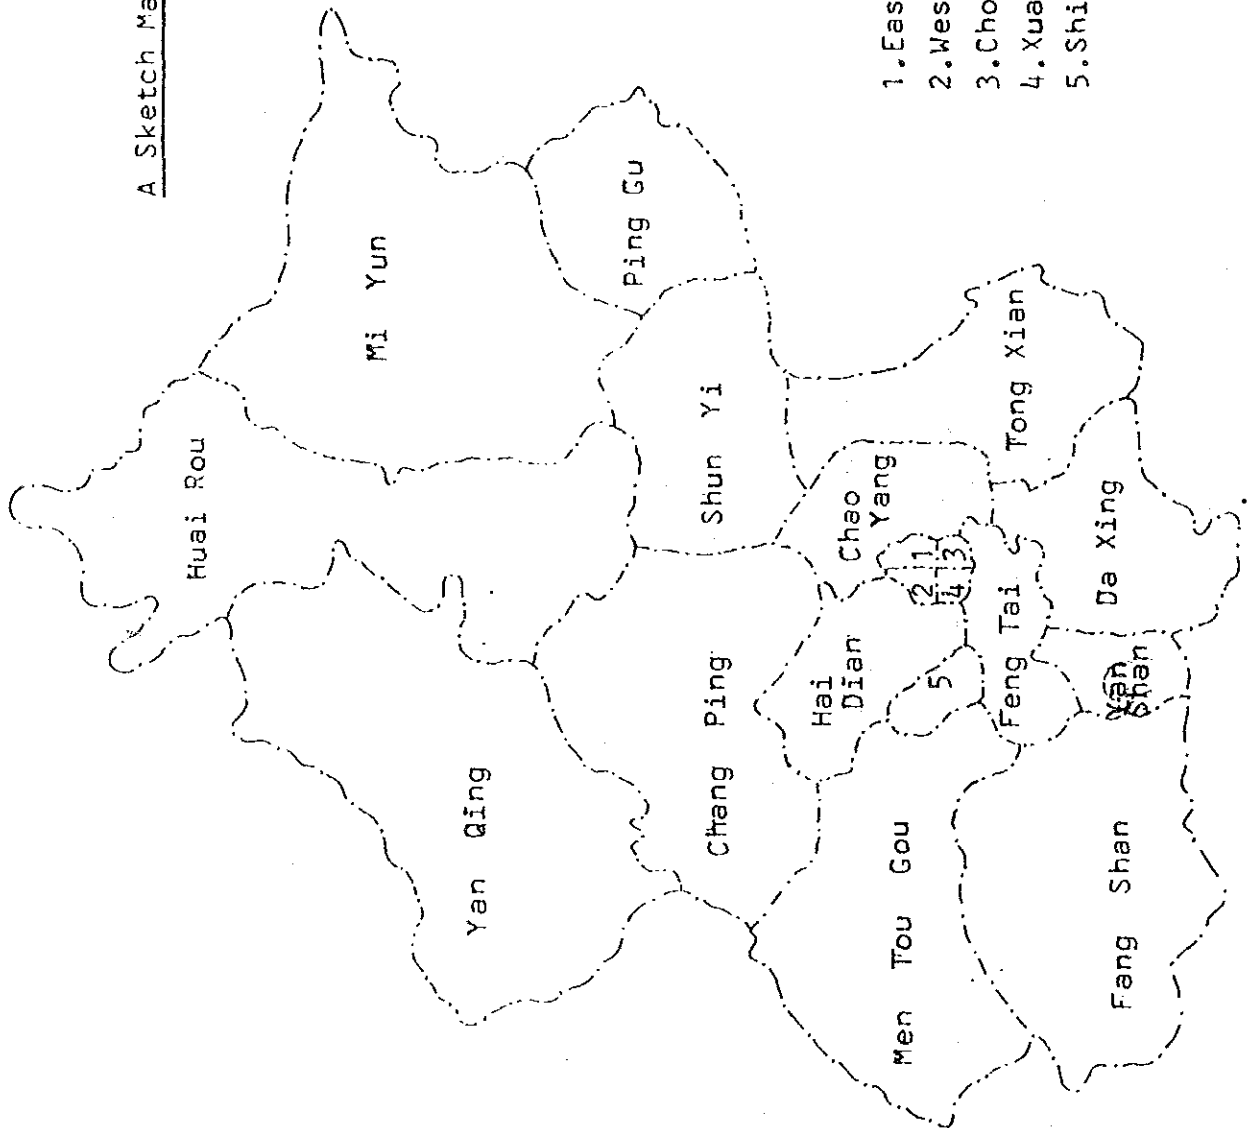 A Sketch Ma
Huai Rou
Mi Yun
Ping Gu
Yan Qing
Shun Yi
Chang Ping
Hai
Dian
Chao
Yang
Men Tou Gou
5
2
1
4
3
Feng Tai
Tong Xian
Fang Shan
Yan
Shan
Da Xing
1.Eas
2.Wes
3.Cho
4.Xua
5.Shi